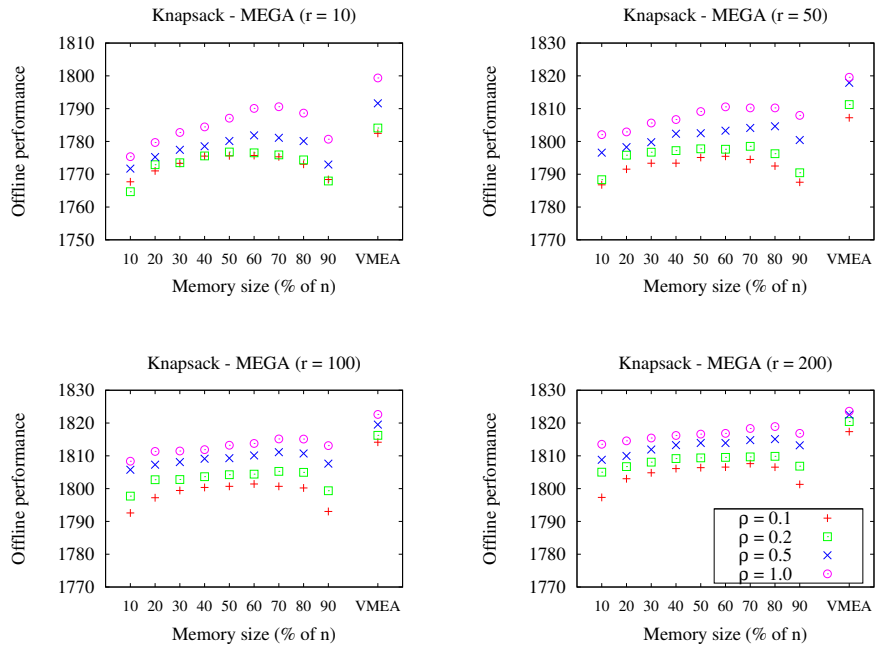 Knapsack - MEGA (r = 10)
1810
1800
1790
1780
1770
1760
1750
Offline performance
10 20 30 40 50 60 70 80 90 VMEA
Memory size (% of n)
Knapsack - MEGA (r = 50)
1830
1820
1810
1800
1790
1780
1770
Offline performance
10 20 30 40 50 60 70 80 90 VMEA
Memory size (% of n)
Knapsack - MEGA (r = 100)
1830
1820
1810
1800
1790
1780
1770
Offline performance
10 20 30 40 50 60 70 80 90 VMEA
Memory size (% of n)
Knapsack - MEGA (r = 200)
1830
1820
1810
1800
1790
1780
1770
Offline performance
ρ = 0.1
ρ = 0.2
ρ = 0.5
ρ = 1.0
10 20 30 40 50 60 70 80 90 VMEA
Memory size (% of n)